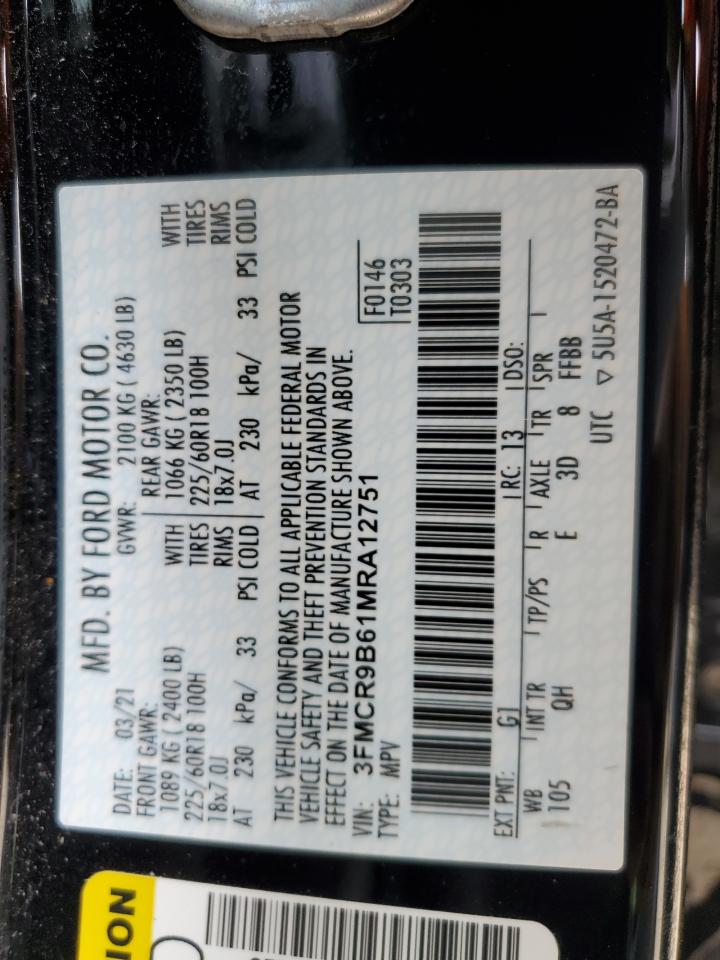 MFD. BY FORD MOTOR CO.
DATE: 03/21 GVWR: 2100 KG ( 4630 LB)
FRONT GAWR: REAR GAWR:
1089 KG ( 2400 LB) WITH 1066 KG ( 2350 LB) WITH
225/60R18 100H TIRES 225/60R18 100H TIRES
18x7.0J RIMS 18x7.0J RIMS
AT 230 kPa/ 33 PSI COLD AT 230 kPa/ 33 PSI COLD
THIS VEHICLE CONFORMS TO ALL APPLICABLE FEDERAL MOTOR
VEHICLE SAFETY AND THEFT PREVENTION STANDARDS IN
EFFECT ON THE DATE OF MANUFACTURE SHOWN ABOVE.
VIN: 3FMCR9B61MRA12751 F0146
TYPE: MPV T0303
EXT PNT: G1 RC: 13 DSO:
WB INT TR TP/PS R AXLE TR SPR
105 QH E 3D 8 FFBB
UTC ▽ 5U5A-1520472-BA